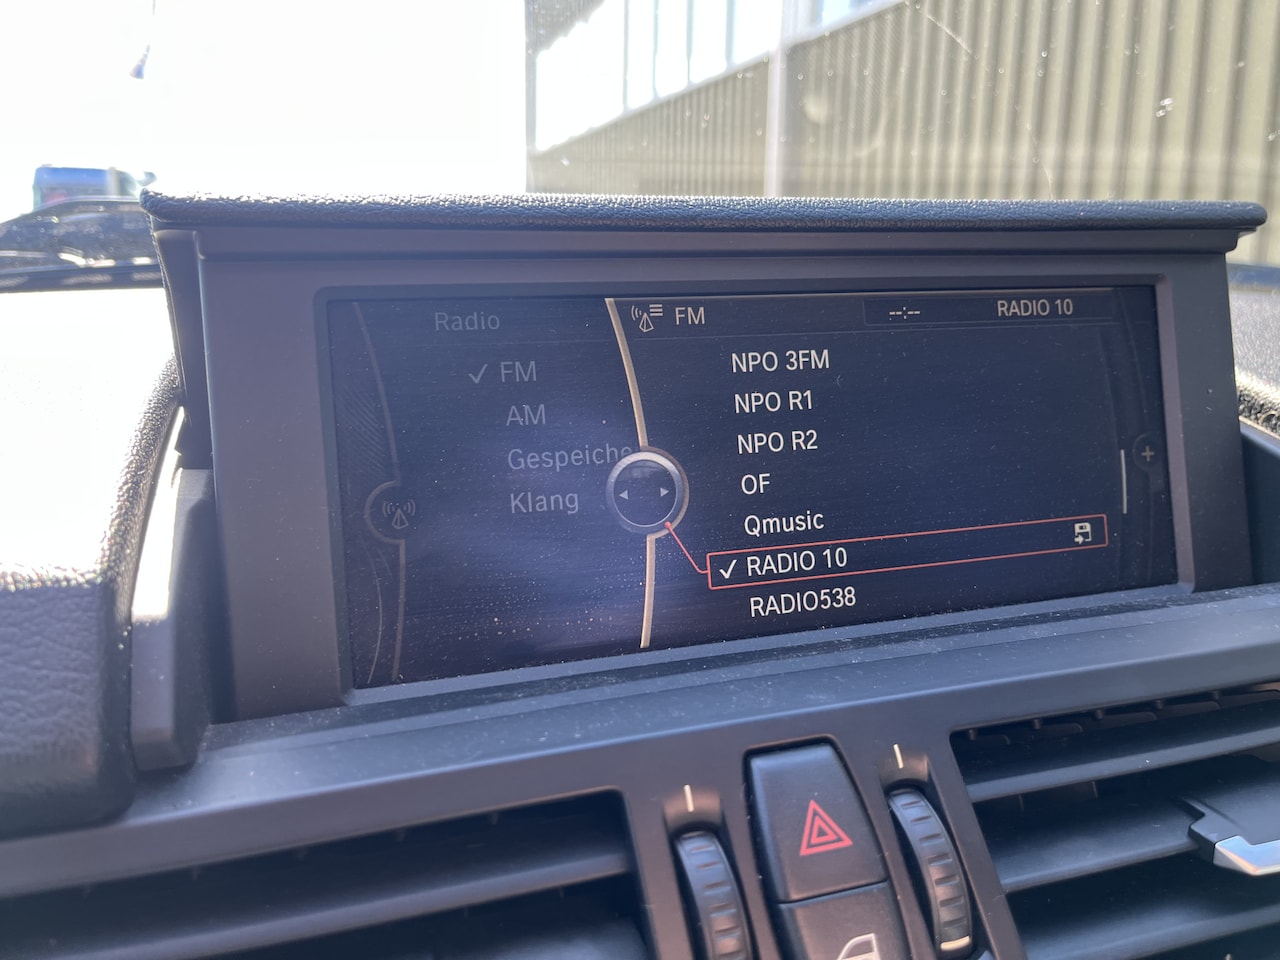 Radio
FM
AM
Gespeiche
Klang
FM
--:--
RADIO 10
NPO 3FM
NPO R1
NPO R2
OF
Qmusic
RADIO 10
RADIO538